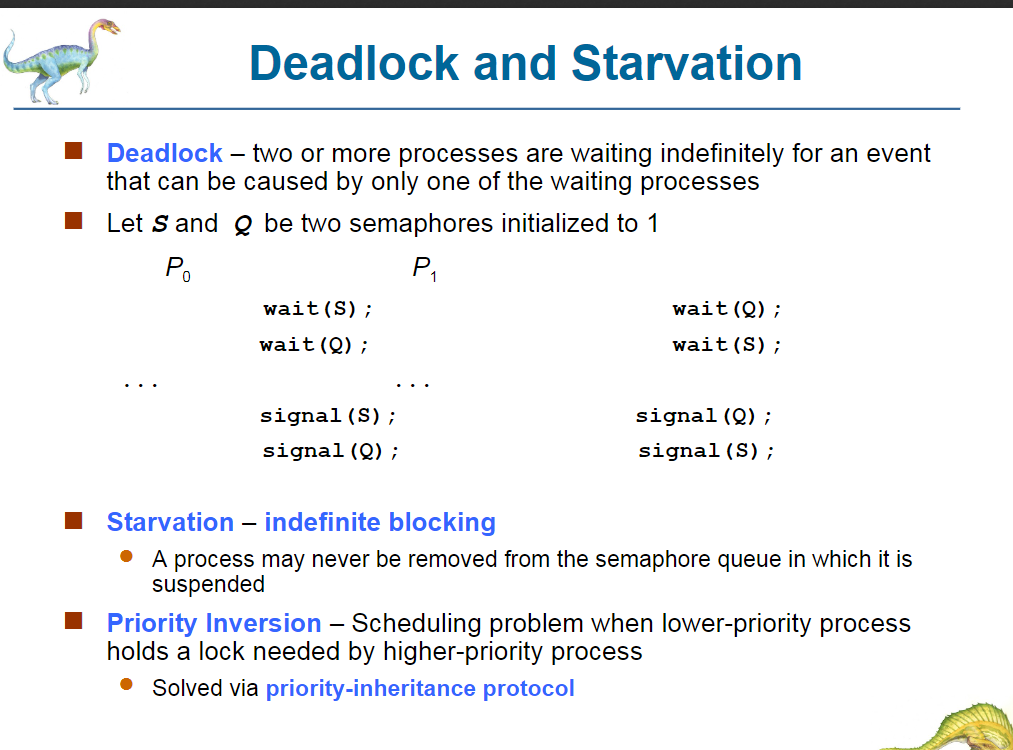 Deadlock and Starvation
Deadlock – two or more processes are waiting indefinitely for an event
that can be caused by only one of the waiting processes
Let S and Q be two semaphores initialized to 1
P0 P1
wait(S); wait(Q);
wait(Q); wait(S);
... ...
signal(S); signal(Q);
signal(Q); signal(S);
Starvation – indefinite blocking
A process may never be removed from the semaphore queue in which it is
suspended
Priority Inversion – Scheduling problem when lower-priority process
holds a lock needed by higher-priority process
Solved via priority-inheritance protocol